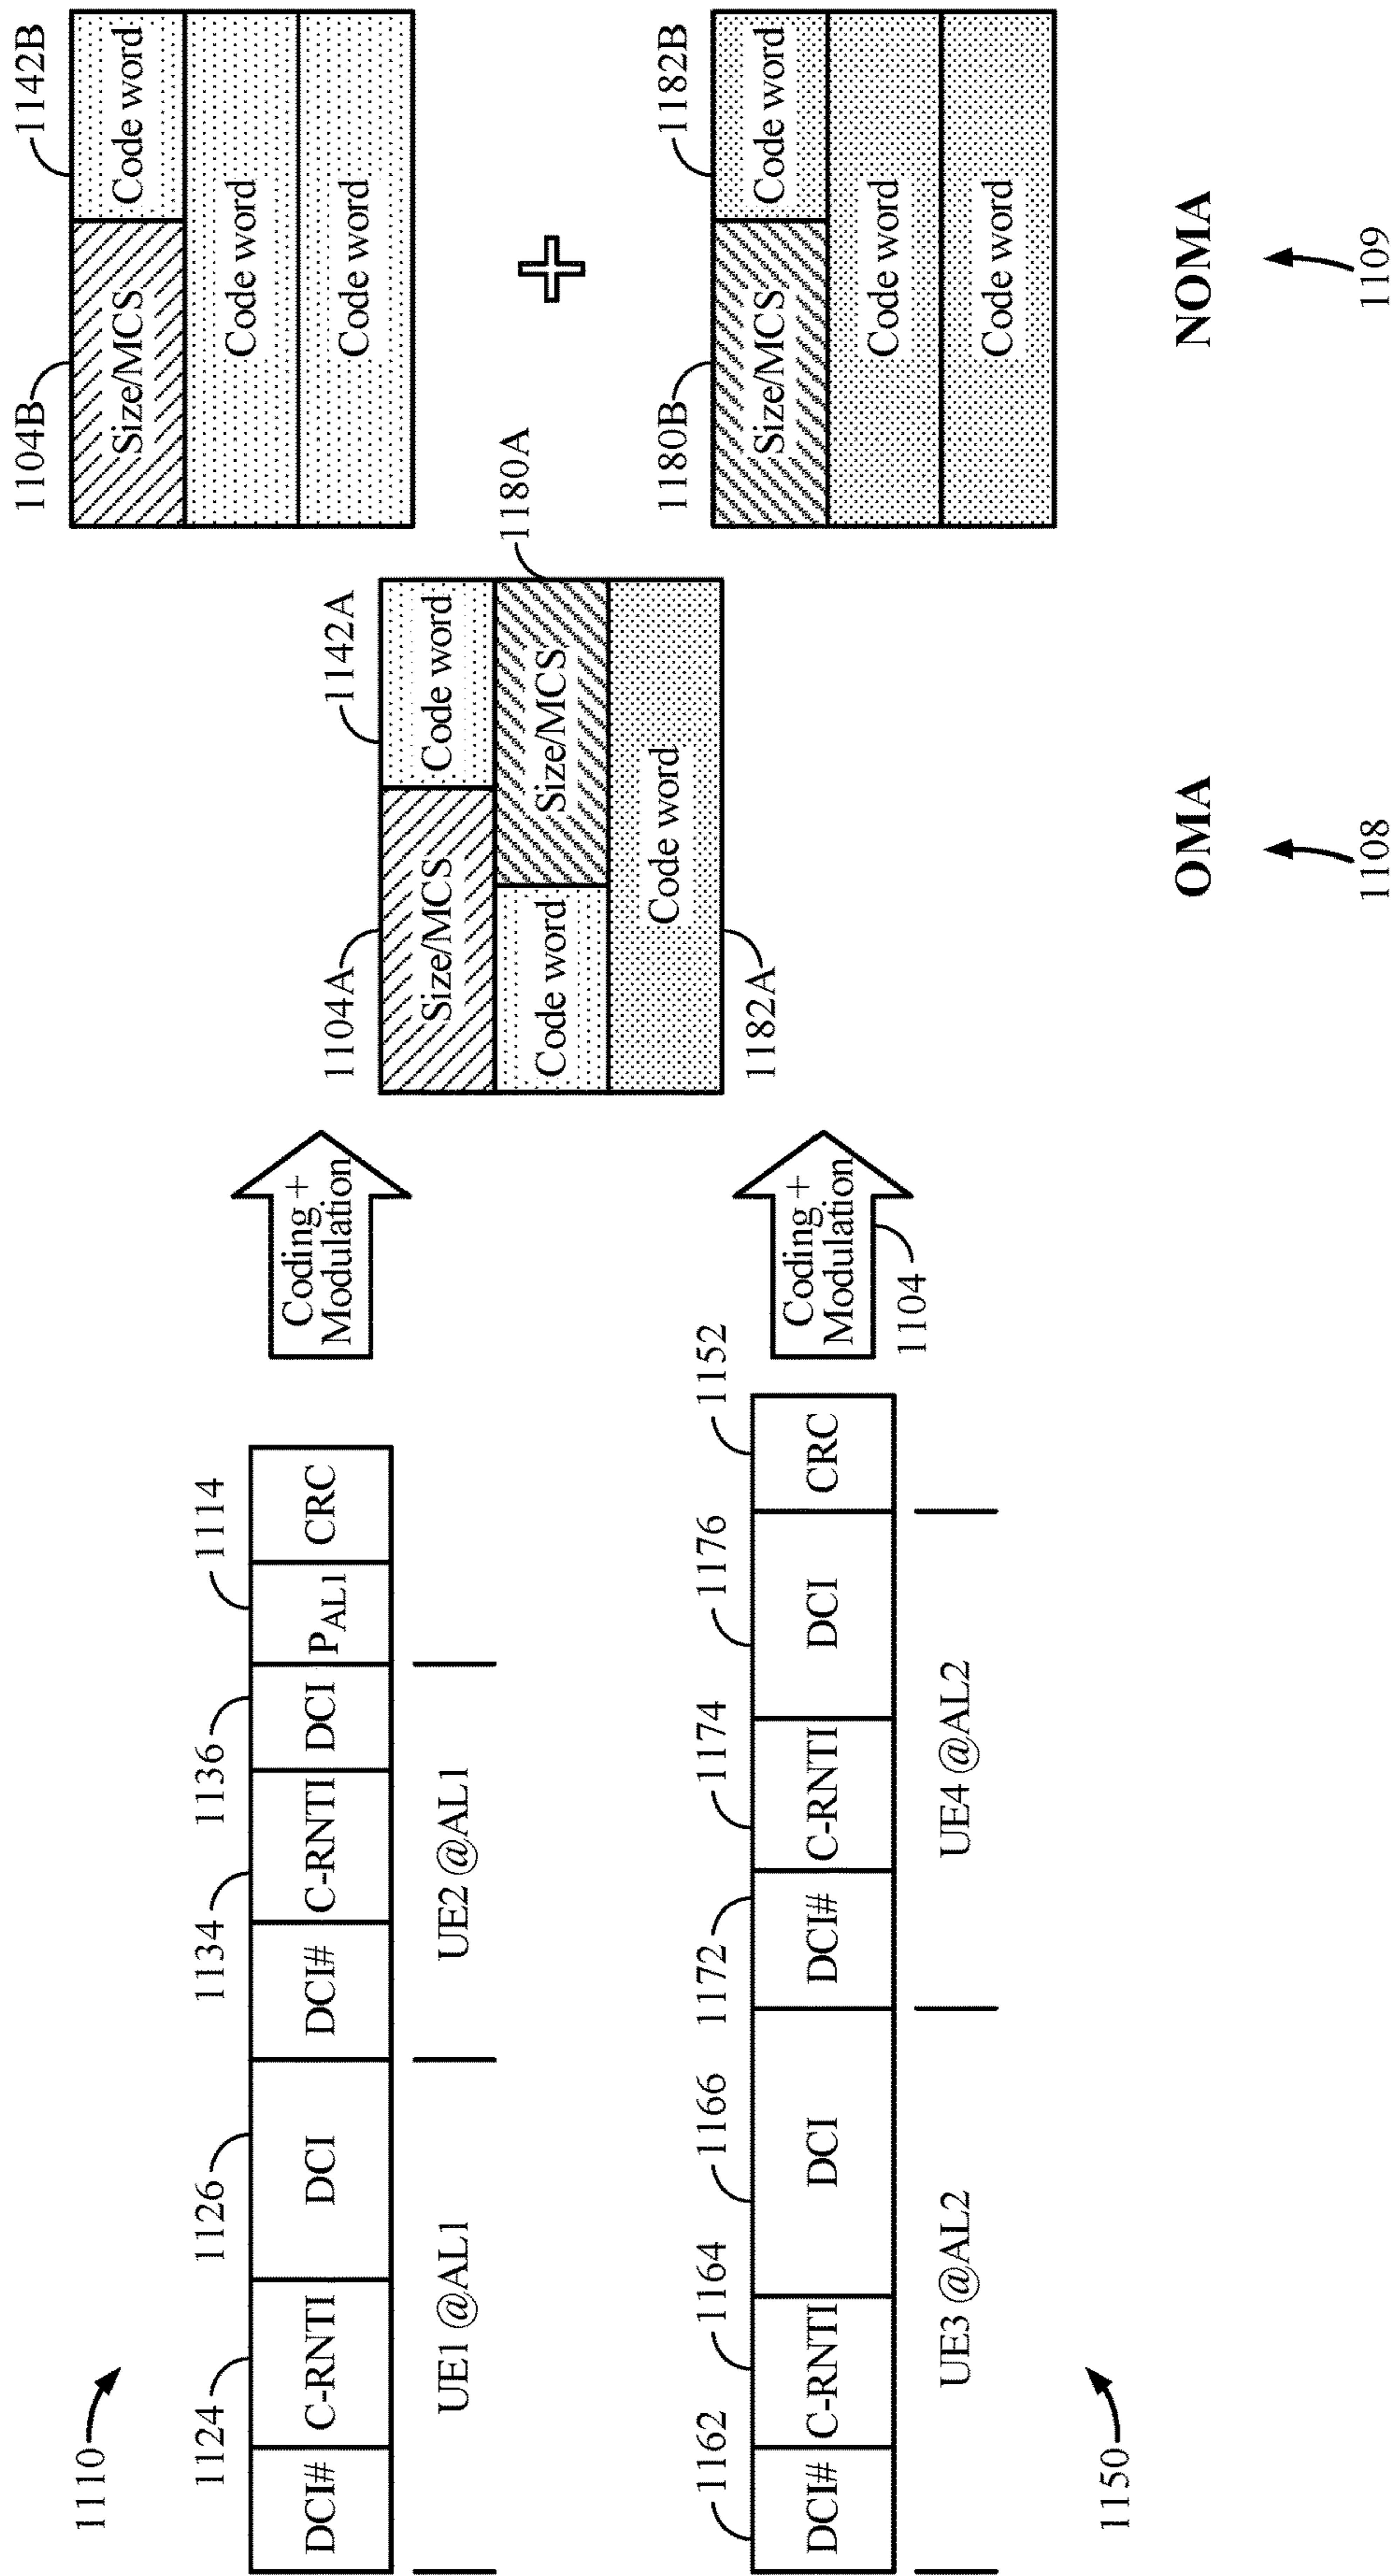 1110
1124
1126
1134
1136
1114
DCI#
C-RNTI
DCI
DCI#
C-RNTI
DCI
PAL1
CRC
UE1@AL1
UE2@AL1
Coding +
Modulation
1162
1164
1166
1172
1174
1176
1152
DCI#
C-RNTI
DCI
DCI#
C-RNTI
DCI
CRC
UE3@AL2
UE4@AL2
1150
Coding +
Modulation
1104
1104A
1142A
Size/MCS
Code word
Code word
Size/MCS
1180A
Code word
1182A
OMA
1108
1104B
1142B
Size/MCS
Code word
Code word
Code word
1180B
1182B
Size/MCS
Code word
Code word
Code word
NOMA
1109